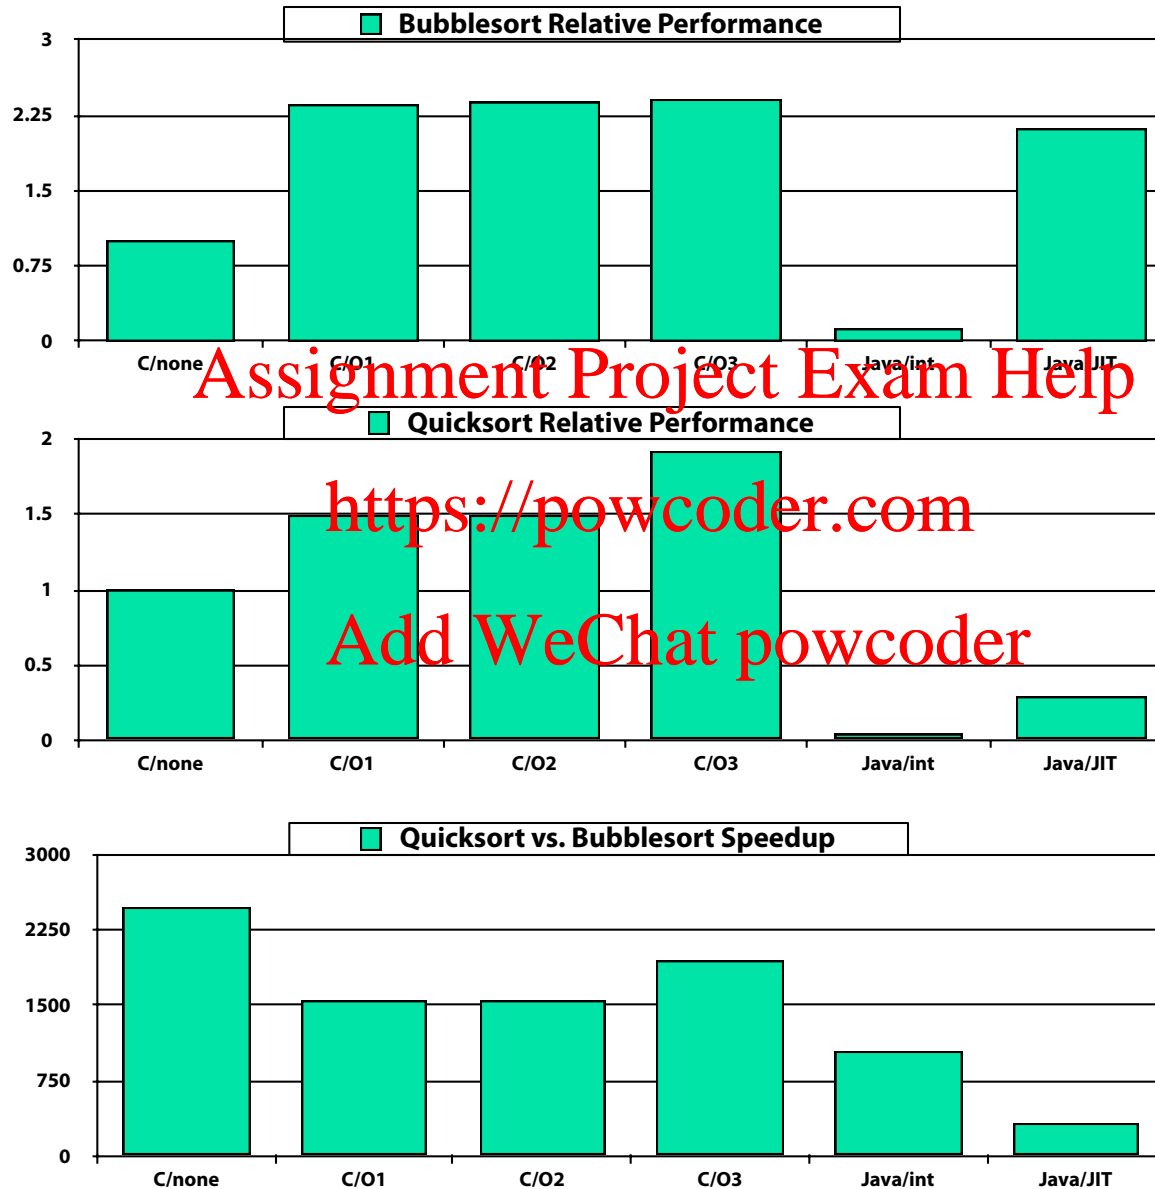 Bubblesort Relative Performance
3
2.25
1.5
0.75
0
C/none C/O1 C/O2 C/O3 Java/int Java/JIT
Assignment Project Exam Help
Quicksort Relative Performance
2
1.5
https://powcoder.com
1
Add WeChat powcoder
0.5
0
C/none C/O1 C/O2 C/O3 Java/int Java/JIT
Quicksort vs. Bubblesort Speedup
3000
2250
1500
750
0
C/none C/O1 C/O2 C/O3 Java/int Java/JIT